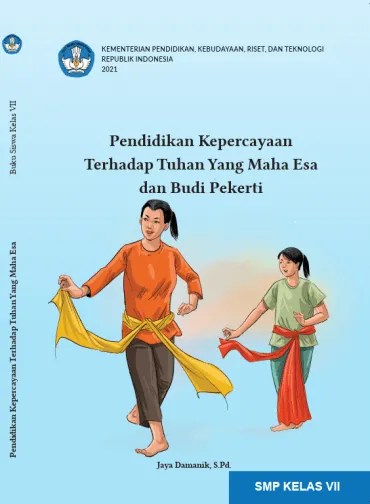 KEMENTERIAN PENDIDIKAN, KEBUDAYAAN, RISET, DAN TEKNOLOGI
REPUBLIK INDONESIA
2021
Pendidikan Kepercayaan
Terhadap Tuhan Yang Maha Esa
dan Budi Pekerti
Jaya Damanik, S.Pd.
SMP KELAS VII
Buku Siswa Kelas VII
Pendidikan Kepercayaan Terhadap Tuhan Yang Maha Esa